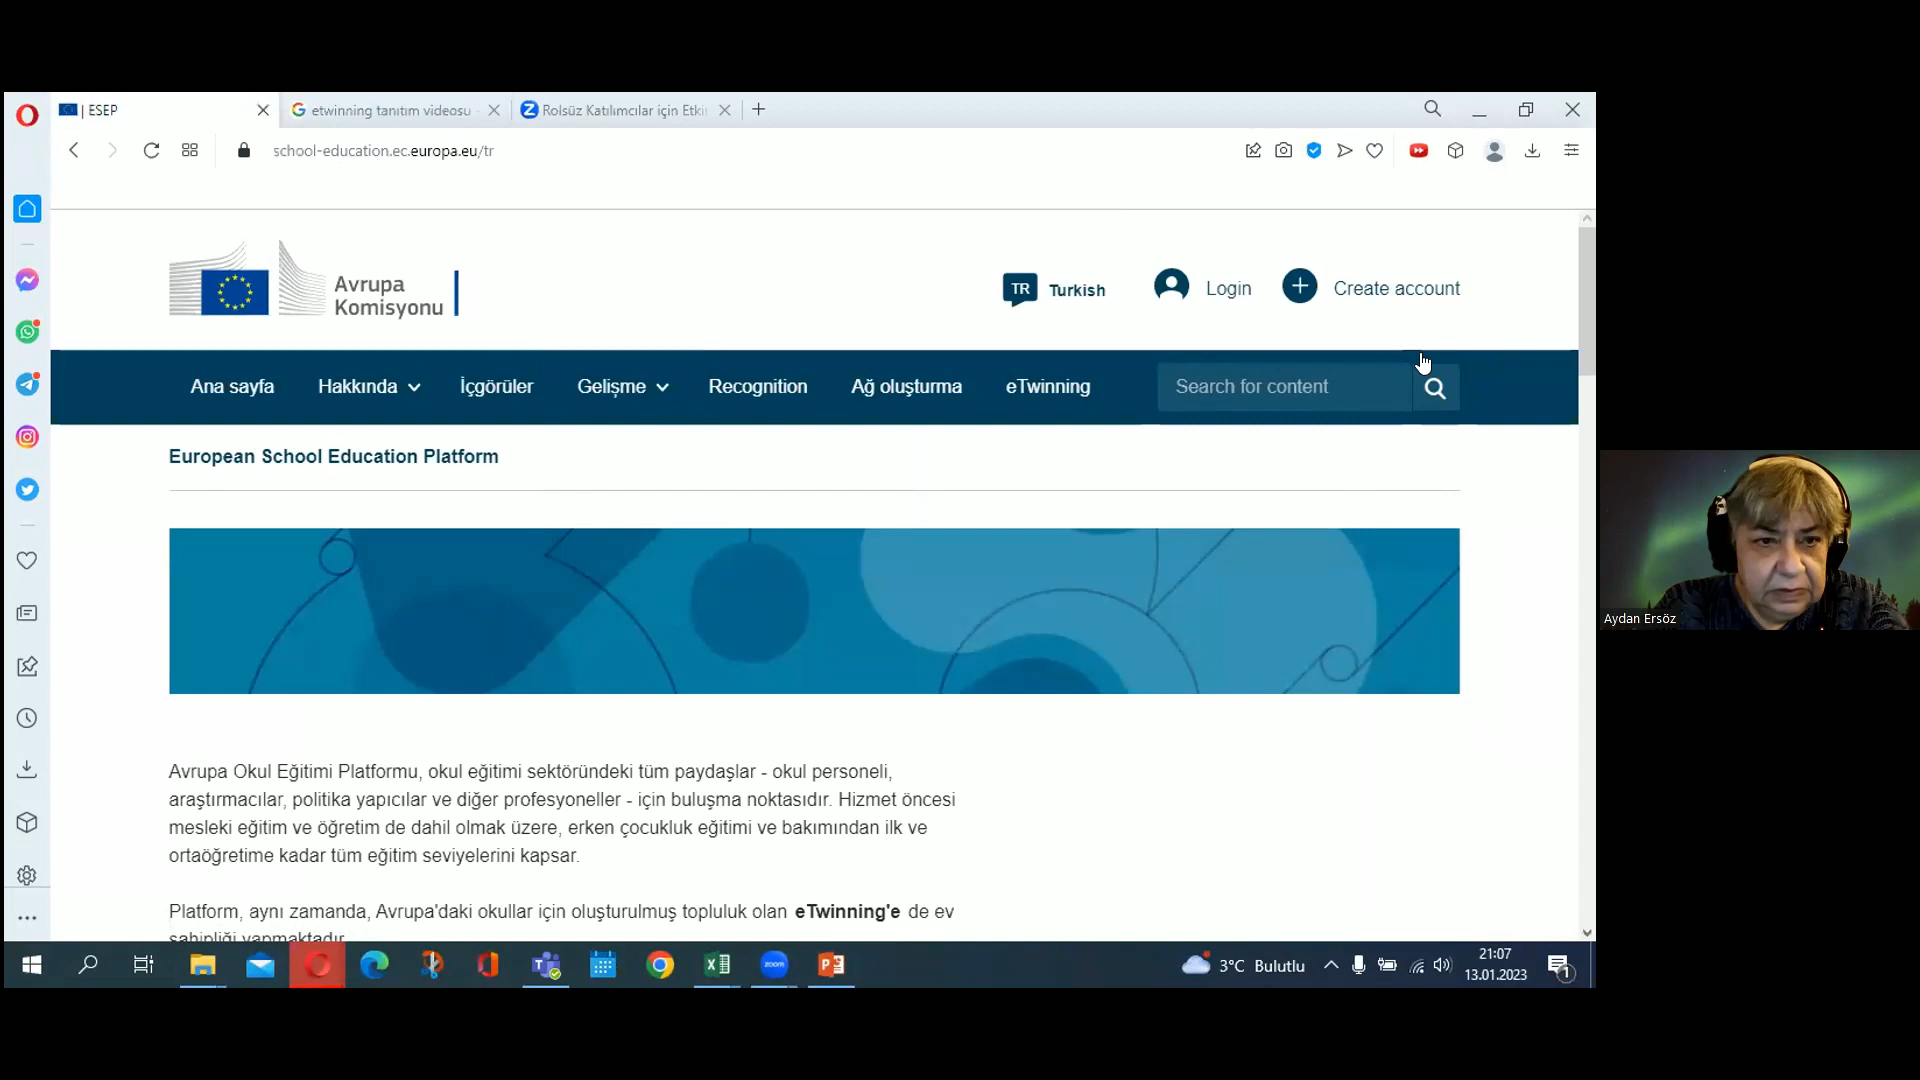 | ESEP
etwinning tanıtım videosu
Rolsüz Katılımcılar için Etki
school-education.ec.europa.eu/tr
Avrupa
Komisyonu
TR Turkish
Login
Create account
Ana sayfa
Hakkında
İçgörüler
Gelişme
Recognition
Ağ oluşturma
eTwinning
Search for content
European School Education Platform
Avrupa Okul Eğitimi Platformu, okul eğitimi sektöründeki tüm paydaşlar - okul personeli,
araştırmacılar, politika yapıcılar ve diğer profesyoneller - için buluşma noktasıdır. Hizmet öncesi
mesleki eğitim ve öğretim de dahil olmak üzere, erken çocukluk eğitimi ve bakımından ilk ve
ortaöğretime kadar tüm eğitim seviyelerini kapsar.
Platform, aynı zamanda, Avrupa'daki okullar için oluşturulmuş topluluk olan eTwinning'e de ev
sahipliği yapmaktadır.
Aydan Ersöz
zoom
3°C Bulutlu
21:07
13.01.2023
1